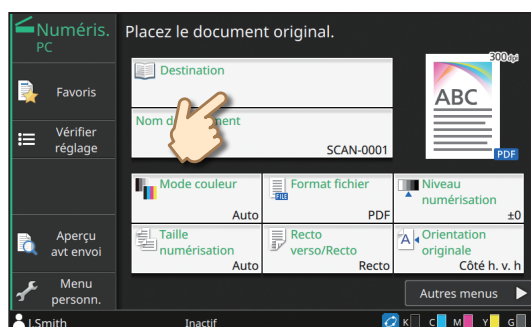 Numéris.
PC
Placez le document original.
Favoris
Vérifier
réglage
Aperçu
avt envoi
Menu
personn.
Destination
Nom d
ment
SCAN-0001
300dpi
ABC
PDF
Mode couleur
Auto
Format fichier
FILE
PDF
Niveau
numérisation
±0
Taille
numérisation
Auto
Recto
verso/Recto
Recto
A
Orientation
originale
Côté h. v. h
Autres menus
J.Smith
Inactif
K C M Y G